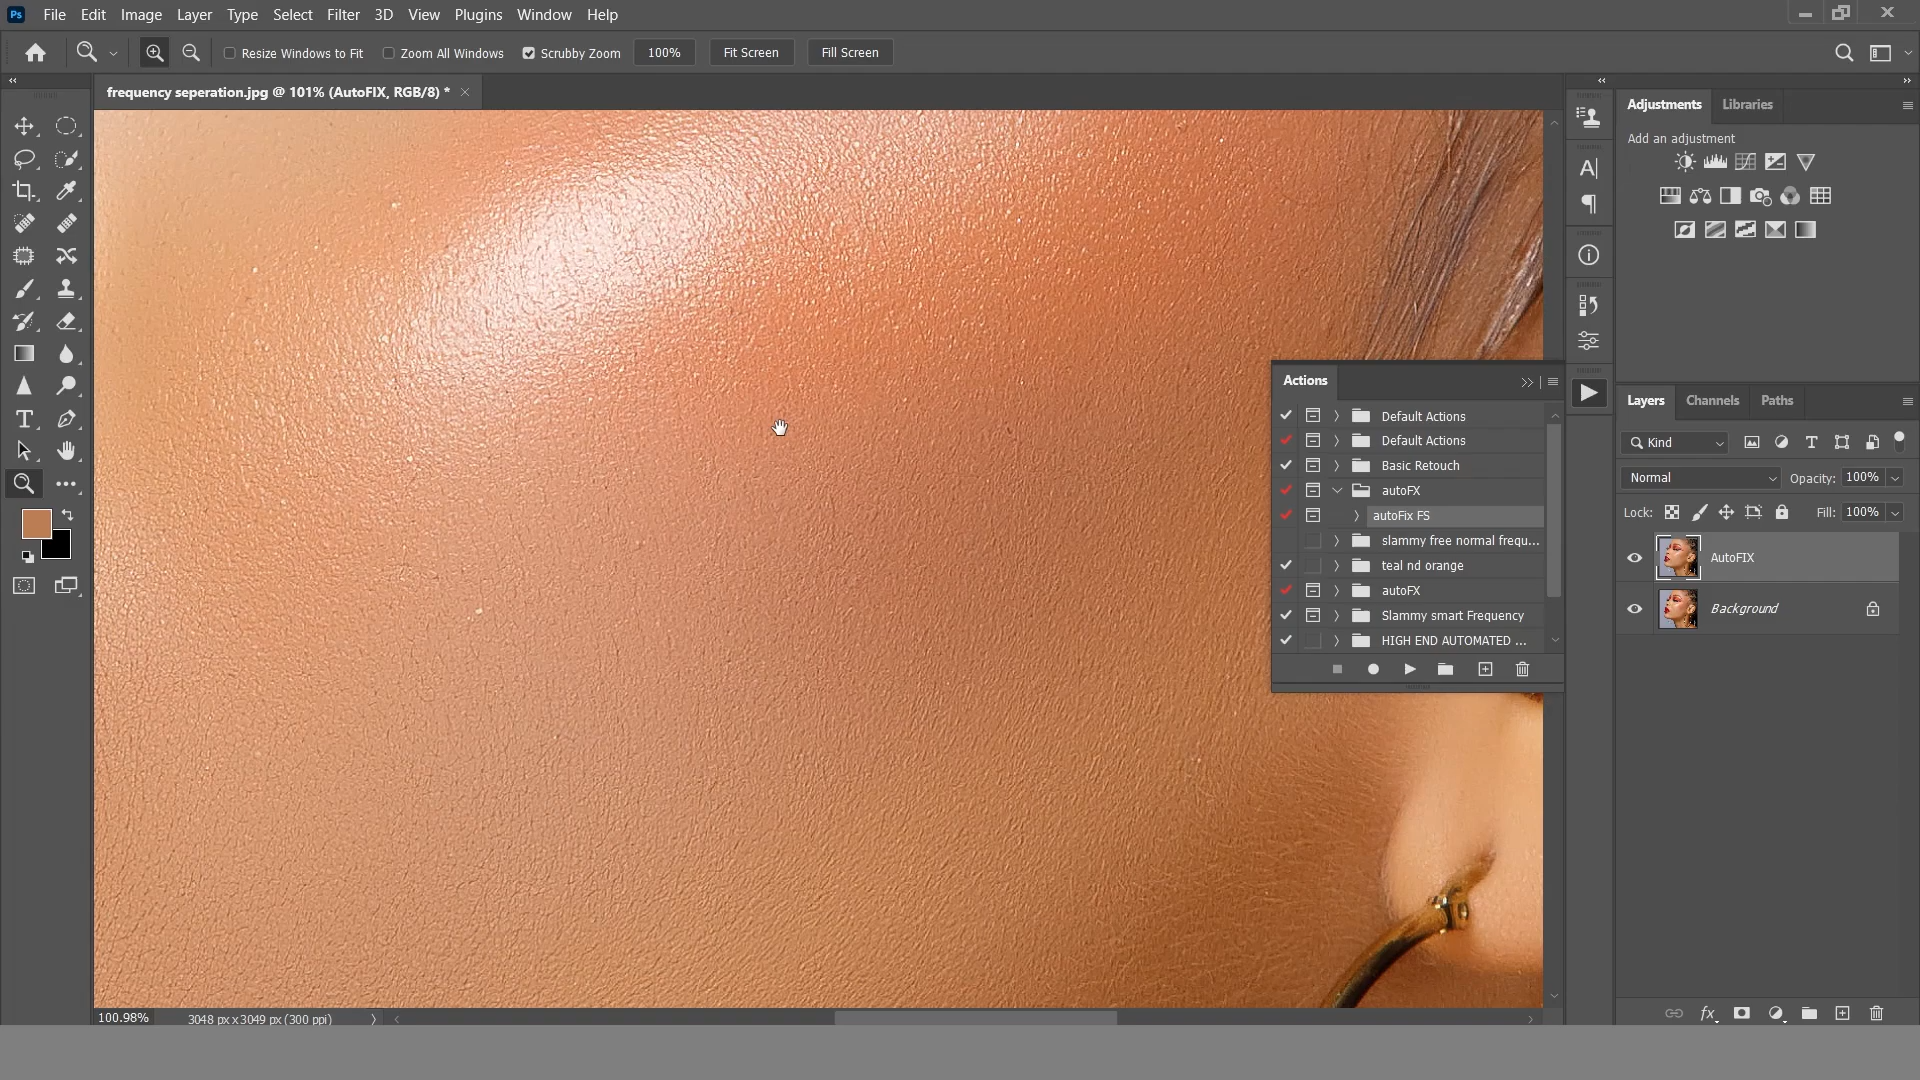 Ps File Edit Image Layer Type Select Filter 3D View Plugins Window Help
Resize Windows to Fit Zoom All Windows Scrubby Zoom 100% Fit Screen Fill Screen
frequency seperation.jpg @ 101% (AutoFIX, RGB/8) *
Adjustments Libraries
Add an adjustment
Actions
Default Actions
Default Actions
Basic Retouch
autoFX
autoFix FS
slammy free normal frequ...
teal nd orange
autoFX
Slammy smart Frequency
HIGH END AUTOMATED ...
Layers Channels Paths
Kind
Normal Opacity: 100%
Lock: Fill: 100%
AutoFIX
Background
fx
100.98% 3048 px x 3049 px (300 ppi)